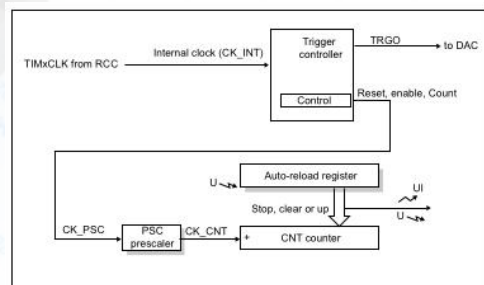 Trigger
controller
TRGO
to DAC
Internal clock (CK_INT)
TIMxCLK from RCC
Control
Reset, enable, Count
Auto-reload register
U
UI
Stop, clear or up
U
CK_PSC
PSC
prescaler
CK_CNT
+
CNT counter